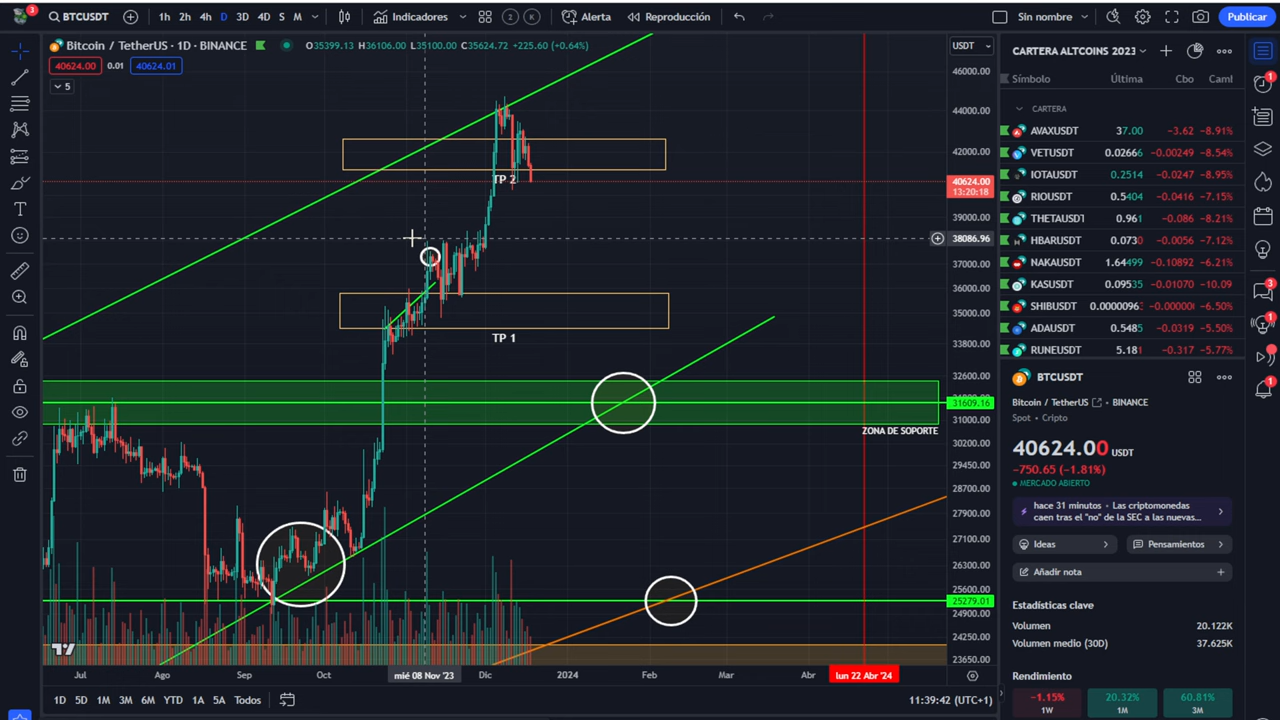 3
BTCUSDT
1h 2h 4h D 3D 4D S M
Indicadores
2 K
Alerta
Reproducción
Sin nombre
Publicar
Bitcoin / TetherUS · 1D · BINANCE
O35399.13 H36106.00 L35100.00 C35624.72 +225.60 (+0.64%)
40624.00 0.01 40624.01
5
USDT
46000.00
44000.00
42000.00
40624.00
13:20:18
39000.00
38086.96
37000.00
36000.00
35000.00
33800.00
32600.00
31609.16
31000.00
30200.00
29450.00
28700.00
27900.00
27100.00
26300.00
25600.00
25279.01
24900.00
24250.00
23650.00
TP 2
TP 1
ZONA DE SOPORTE
Jul Ago Sep Oct mié 08 Nov '23 Dic 2024 Feb Mar Abr lun 22 Abr '24
1D 5D 1M 3M 6M YTD 1A 5A Todos
11:39:42 (UTC+1)
CARTERA ALTCOINS 2023
Símbolo Última Cbo Caml
CARTERA
AVAXUSDT 37.00 −3.62 −8.91%
VETUSDT 0.02666 −0.00249 −8.54%
IOTAUSDT 0.2514 −0.0247 −8.95%
RIOUSDT 0.5404 −0.0416 −7.15%
THETAUSDT 0.961 −0.086 −8.21%
HBARUSDT 0.0730 −0.0056 −7.12%
NAKAUSDT 1.64499 −0.10892 −6.21%
KASUSDT 0.09535 −0.01070 −10.09
SHIBUSDT 0.0000096 −0.00000 −6.50%
ADAUSDT 0.5485 −0.0319 −5.50%
RUNEUSDT 5.181 −0.317 −5.77%
BTCUSDT
Bitcoin / TetherUS · BINANCE
Spot · Cripto
40624.00 USDT
−750.65 (−1.81%)
MERCADO ABIERTO
hace 31 minutos · Las criptomonedas
caen tras el "no" de la SEC a las nuevas...
Ideas
Pensamientos
Añadir nota
Estadísticas clave
Volumen 20.122K
Volumen medio (30D) 37.625K
Rendimiento
−1.15% 20.32% 60.81%
1W 1M 3M
1
3
1
1